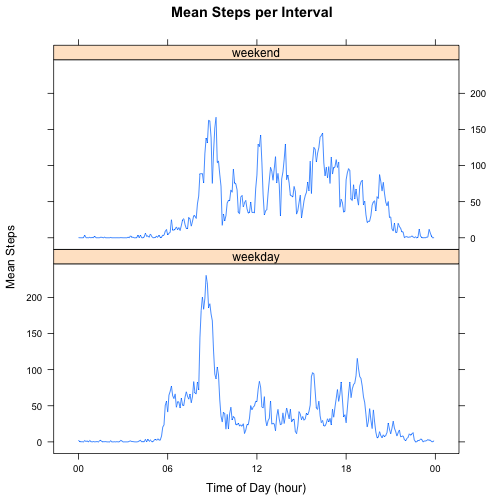 Mean Steps per Interval
weekend
200
150
100
50
0
weekday
200
150
100
50
0
Mean Steps
00 06 12 18 00
Time of Day (hour)